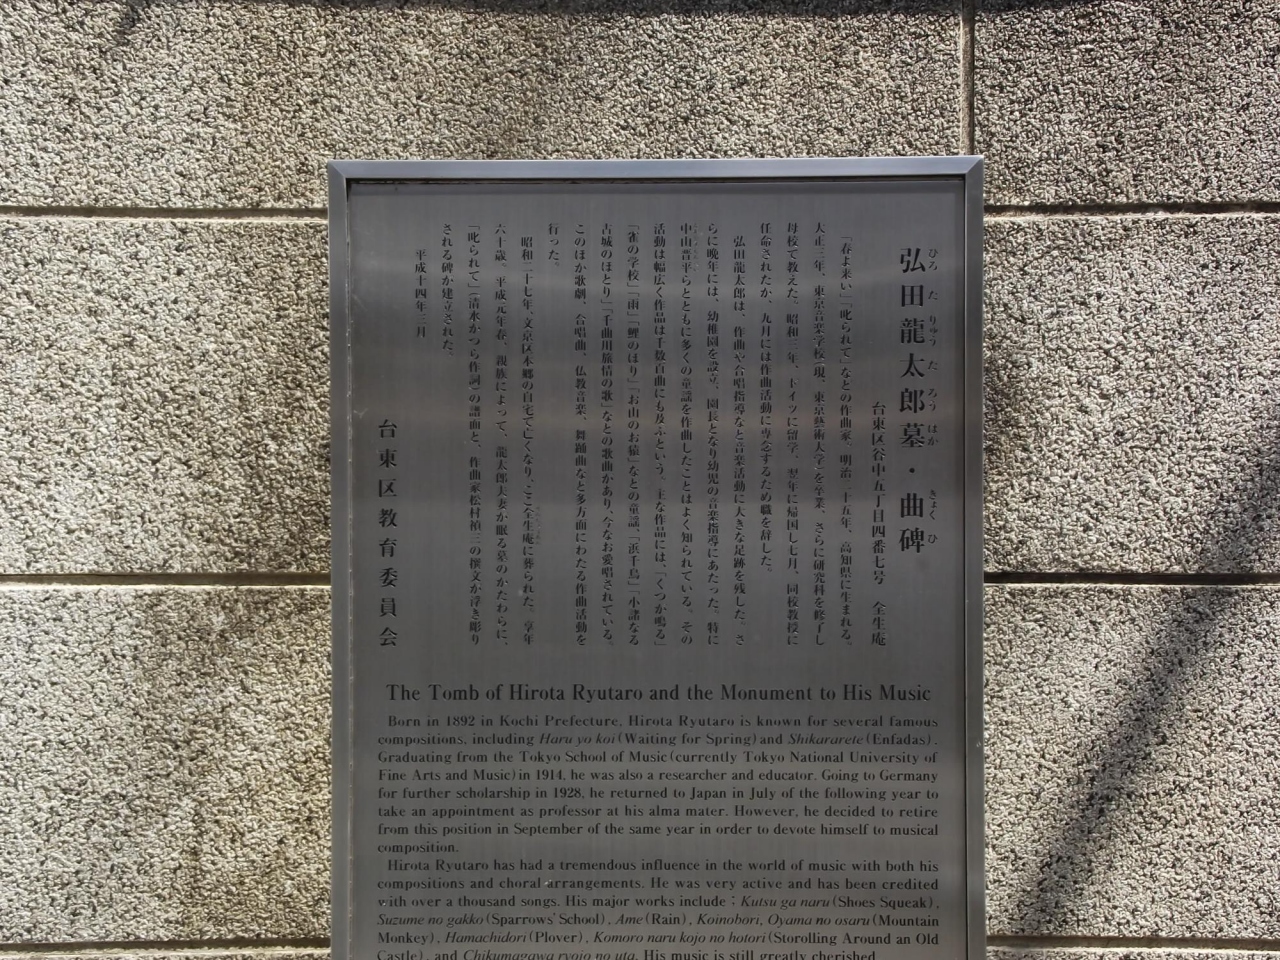 弘田龍太郎墓・曲碑
ひろ た りゅう た ろう はか きょく ひ
台東区谷中五丁目四番七号 全生庵
「春よ来い」「叱られて」などの作曲家。明治二十五年、高知県に生まれる。
大正三年、東京音楽学校(現、東京藝術大学)を卒業、さらに研究科を修了し
母校で教えた。昭和三年、ドイツに留学、翌年に帰国し七月、同校教授に
任命されたが、九月には作曲活動に専念するため職を辞した。
弘田龍太郎は、作曲や合唱指導など音楽活動に大きな足跡を残した。さ
らに晩年には、幼稚園を設立、園長となり幼児の音楽指導にあたった。特に
中山晋平らとともに多くの童謡を作曲したことはよく知られている。その
活動は幅広く作品は千数百曲にも及ぶという。主な作品には、「くつが鳴る」
「雀の学校」「雨」「鯉のぼり」「お山のお猿」などの童謡、「浜千鳥」「小諸なる
古城のほとり」「千曲川旅情の歌」などの歌曲があり、今なお愛唱されている。
このほか歌劇、合唱曲、仏教音楽、舞踊曲など多方面にわたる作曲活動を
行った。
昭和二十七年、文京区本郷の自宅で亡くなり、ここ全生庵に葬られた。享年
六十歳。平成元年春、親族によって、龍太郎夫妻が眠る墓のかたわらに、
「叱られて」(清水かつら作詞)の譜面と、作曲家松村禎三の撰文が浮き彫り
される碑が建立された。
平成十四年三月
台東区教育委員会
The Tomb of Hirota Ryutaro and the Monument to His Music
Born in 1892 in Kochi Prefecture, Hirota Ryutaro is known for several famous
compositions, including Haru yo koi (Waiting for Spring) and Shikararete (Enfadas).
Graduating from the Tokyo School of Music (currently Tokyo National University of
Fine Arts and Music) in 1914, he was also a researcher and educator. Going to Germany
for further scholarship in 1928, he returned to Japan in July of the following year to
take an appointment as professor at his alma mater. However, he decided to retire
from this position in September of the same year in order to devote himself to musical
composition.
Hirota Ryutaro has had a tremendous influence in the world of music with both his
compositions and choral arrangements. He was very active and has been credited
with over a thousand songs. His major works include ; Kutsu ga naru (Shoes Squeak),
Suzume no gakko (Sparrows' School), Ame (Rain), Koinobori, Oyama no osaru (Mountain
Monkey), Hamachidori (Plover), Komoro naru kojo no hotori (Storolling Around an Old
Castle), and Chikumagawa ryojo no uta. His music is still greatly cherished